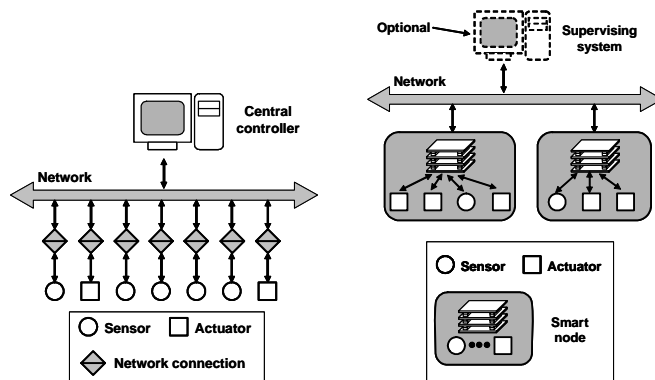 Central
controller
Network
Sensor
Actuator
Network connection
Optional
Supervising
system
Network
Sensor
Actuator
Smart
node